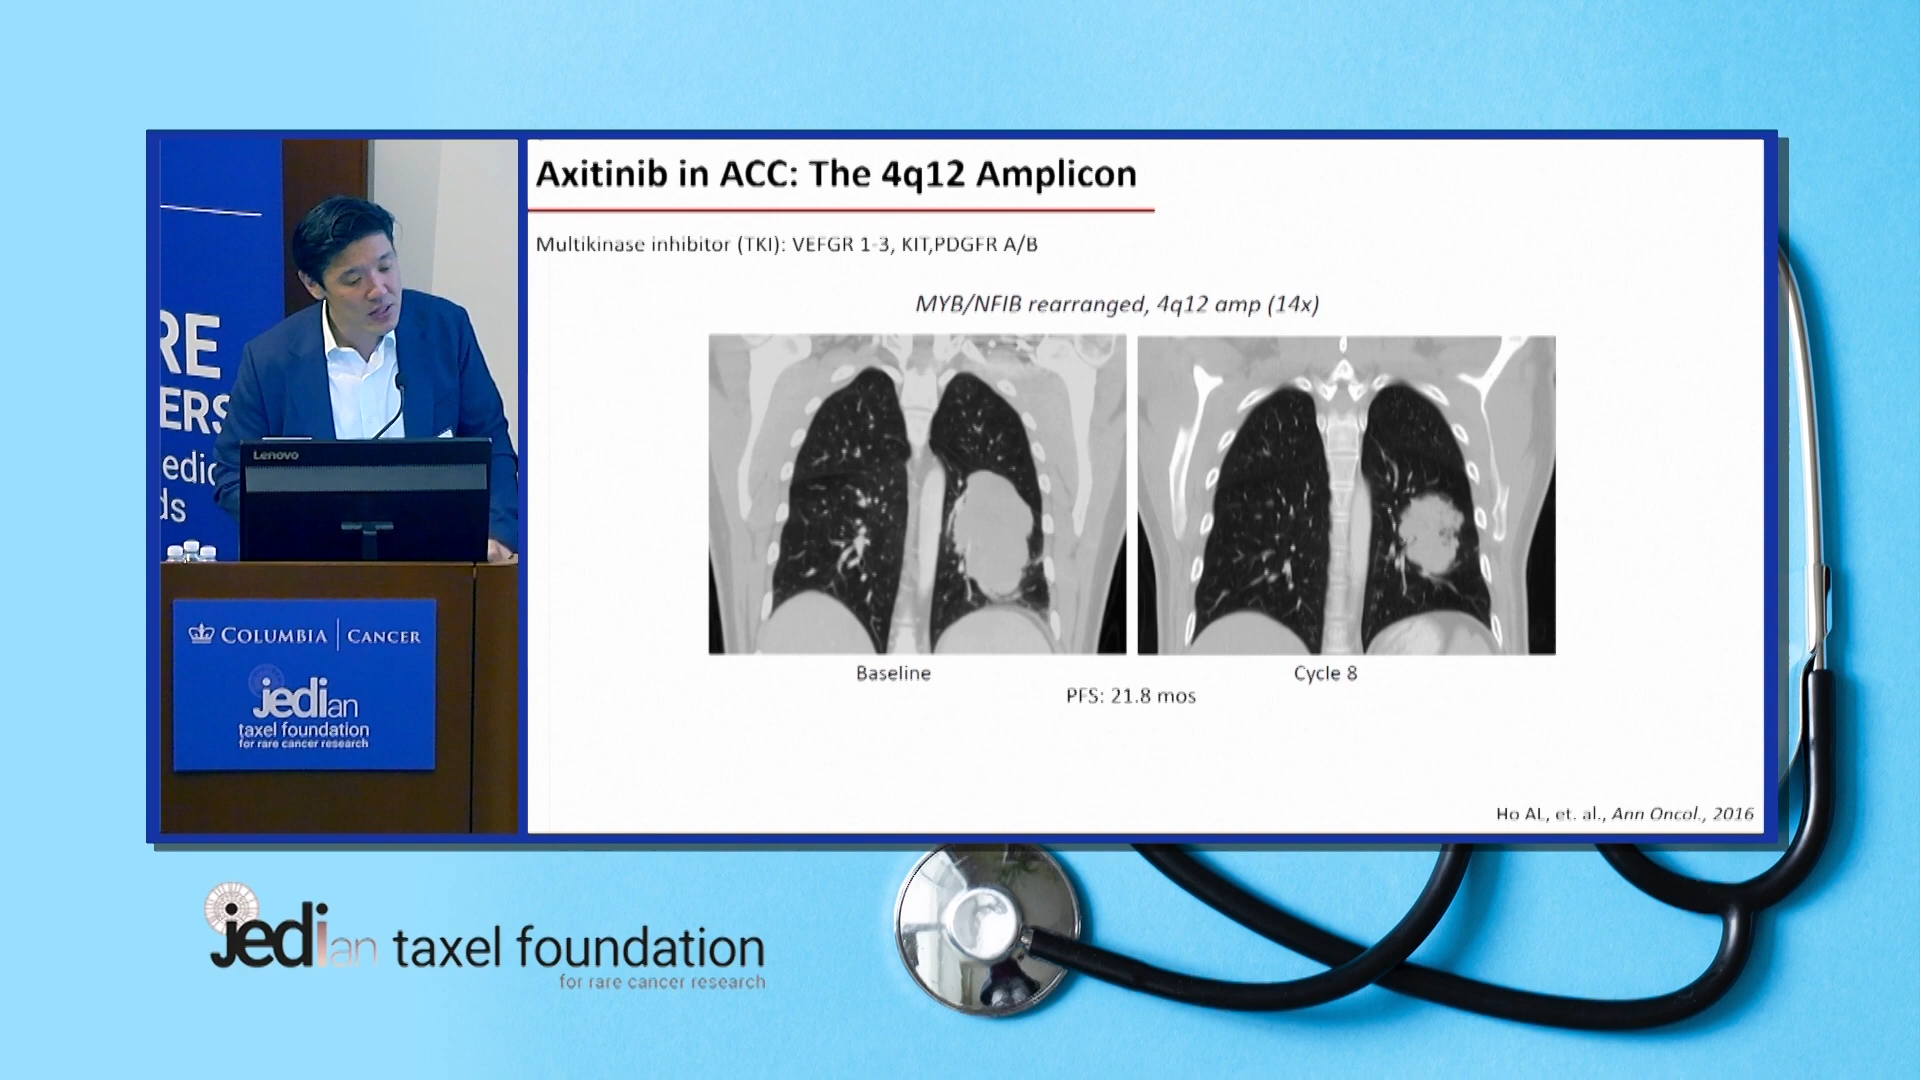 Axitinib in ACC: The 4q12 Amplicon
Multikinase inhibitor (TKI): VEFGR 1-3, KIT,PDGFR A/B
MYB/NFIB rearranged, 4q12 amp (14x)
Baseline
Cycle 8
PFS: 21.8 mos
Ho AL, et. al., Ann Oncol., 2016
RE
ERS
edic
ds
Lenovo
COLUMBIA | CANCER
jedian
taxel foundation
for rare cancer research
jedian taxel foundation
for rare cancer research